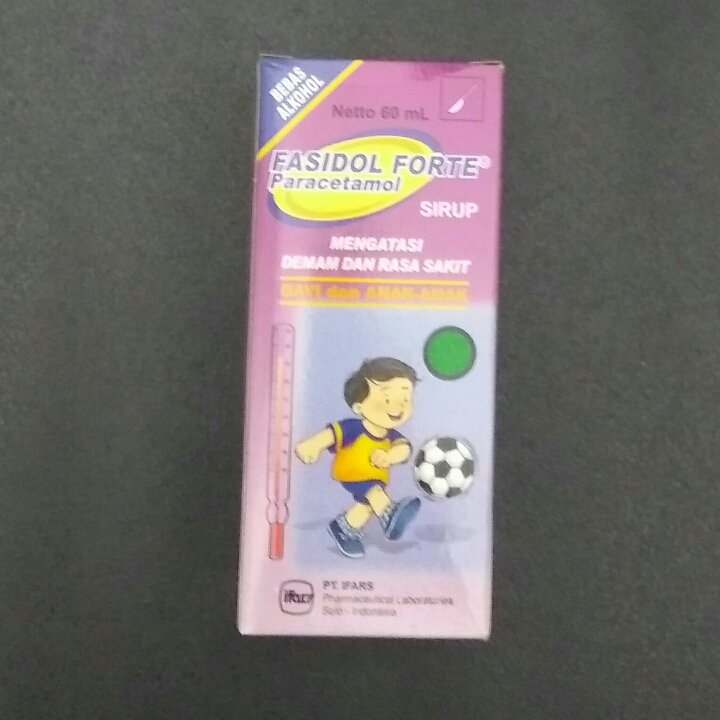 BEBAS
ALKOHOL
Netto 60 mL
FASIDOL FORTE®
Paracetamol
SIRUP
MENGATASI
DEMAM DAN RASA SAKIT
BAYI dan ANAK-ANAK
ifars
PT. IFARS
Pharmaceutical Laboratories
Solo - Indonesia